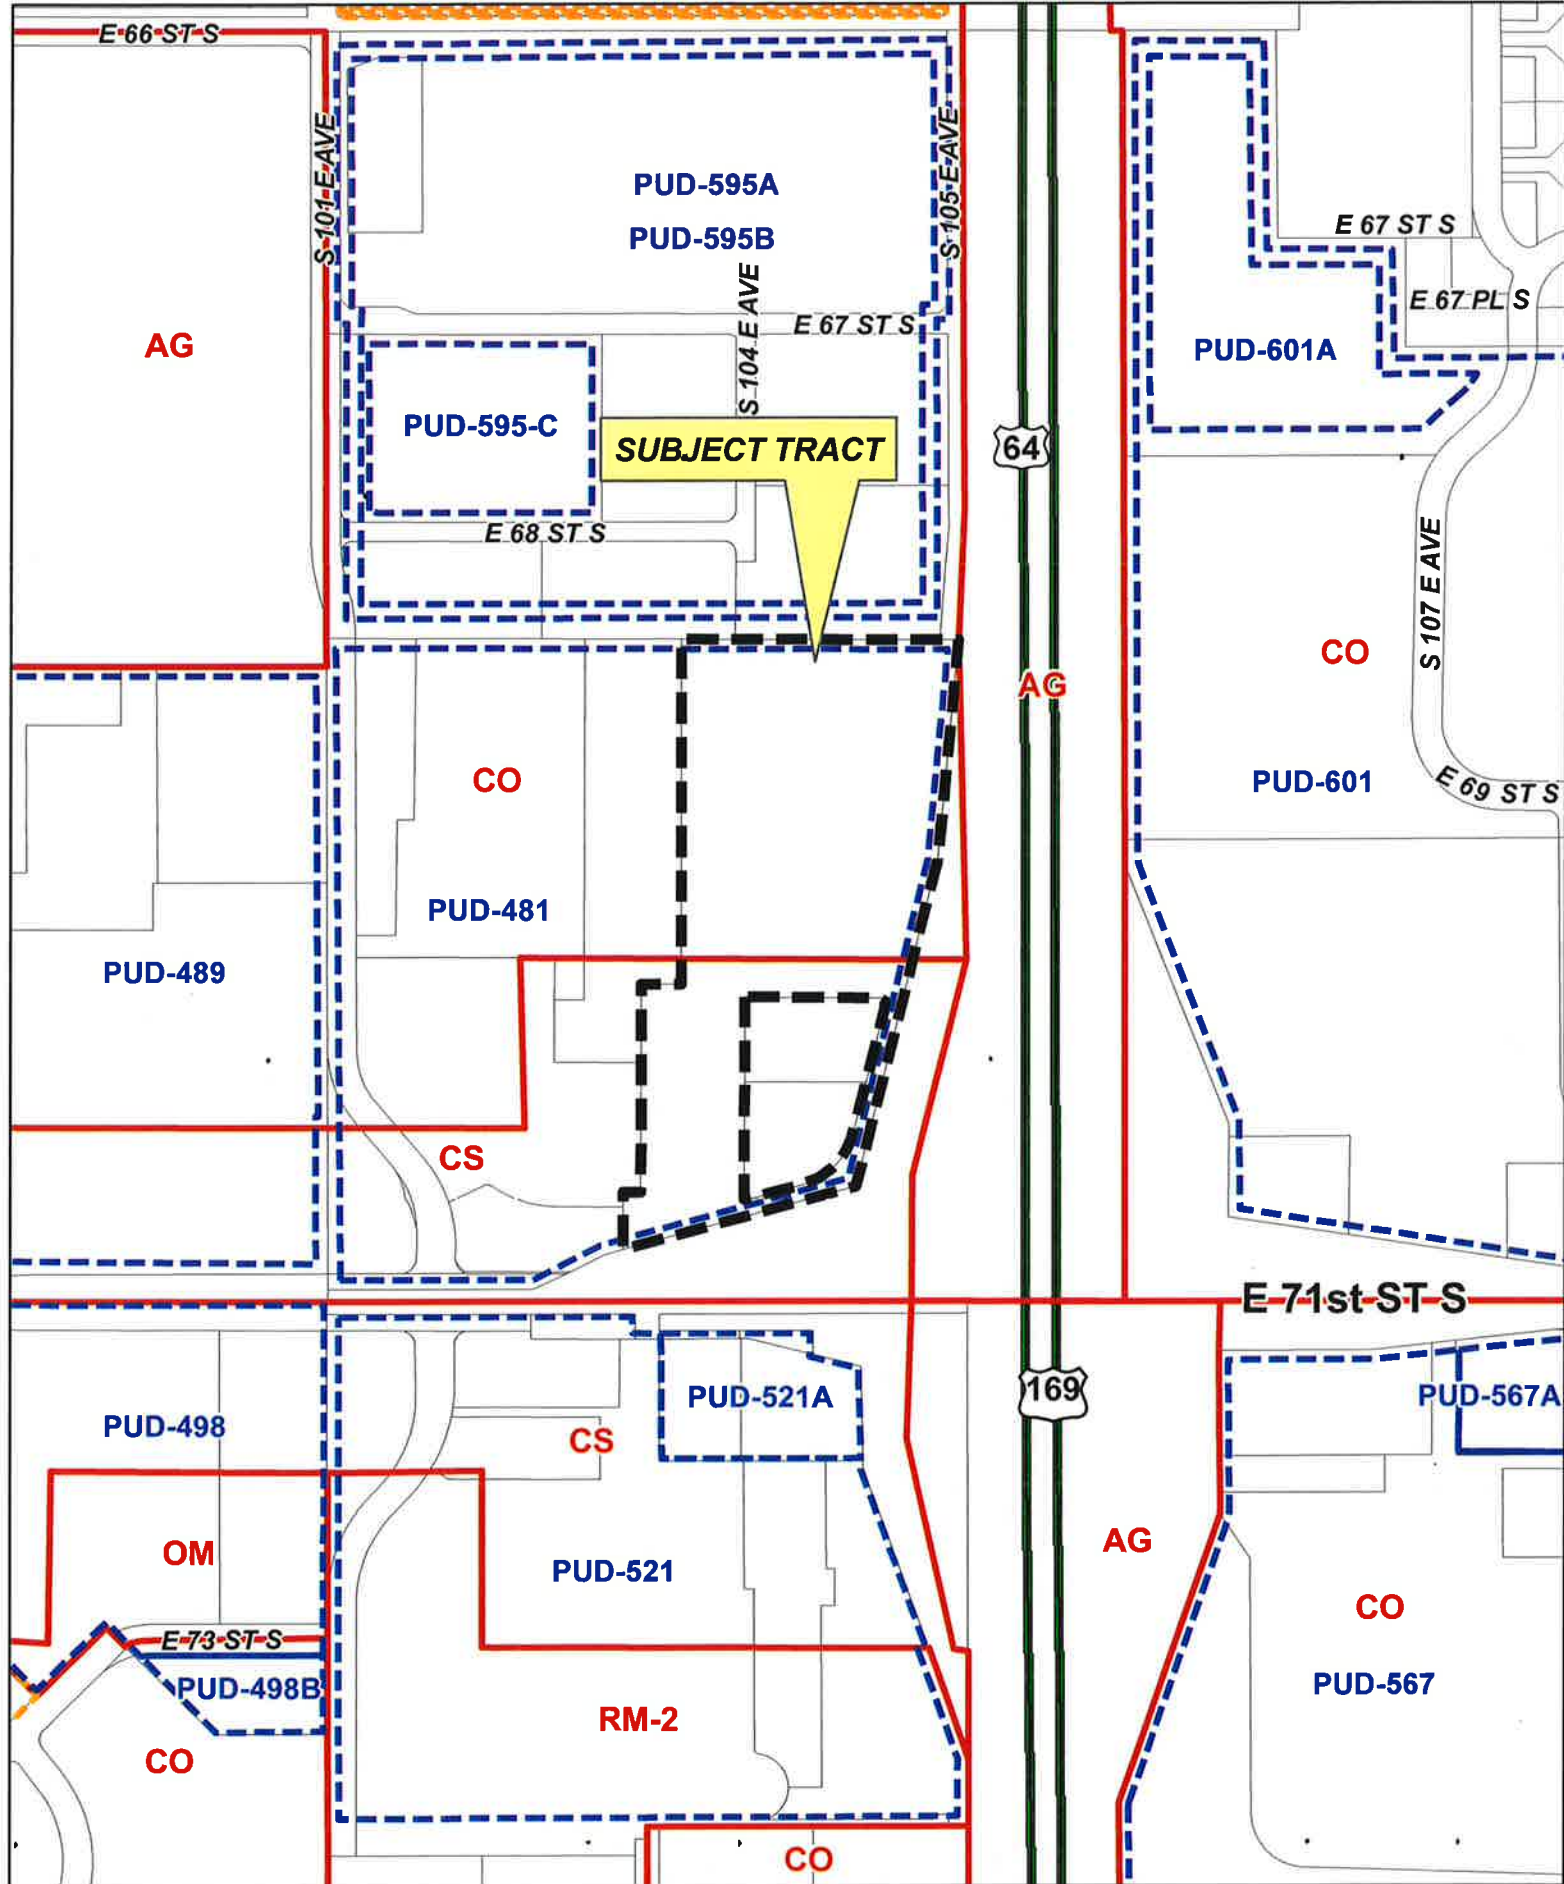 E 66 ST S
S 101 E AVE
PUD-595A
PUD-595B
S 105 E AVE
E 67 ST S
E 67 PL S
AG
S 104 E AVE
E 67 ST S
PUD-601A
PUD-595-C
SUBJECT TRACT
64
E 68 ST S
S 107 E AVE
CO
AG
CO
PUD-601
E 69 ST S
PUD-481
PUD-489
CS
E 71st ST S
PUD-498
PUD-521A
169
PUD-567A
CS
OM
PUD-521
AG
CO
E 73 ST S
PUD-498B
PUD-567
RM-2
CO
CO